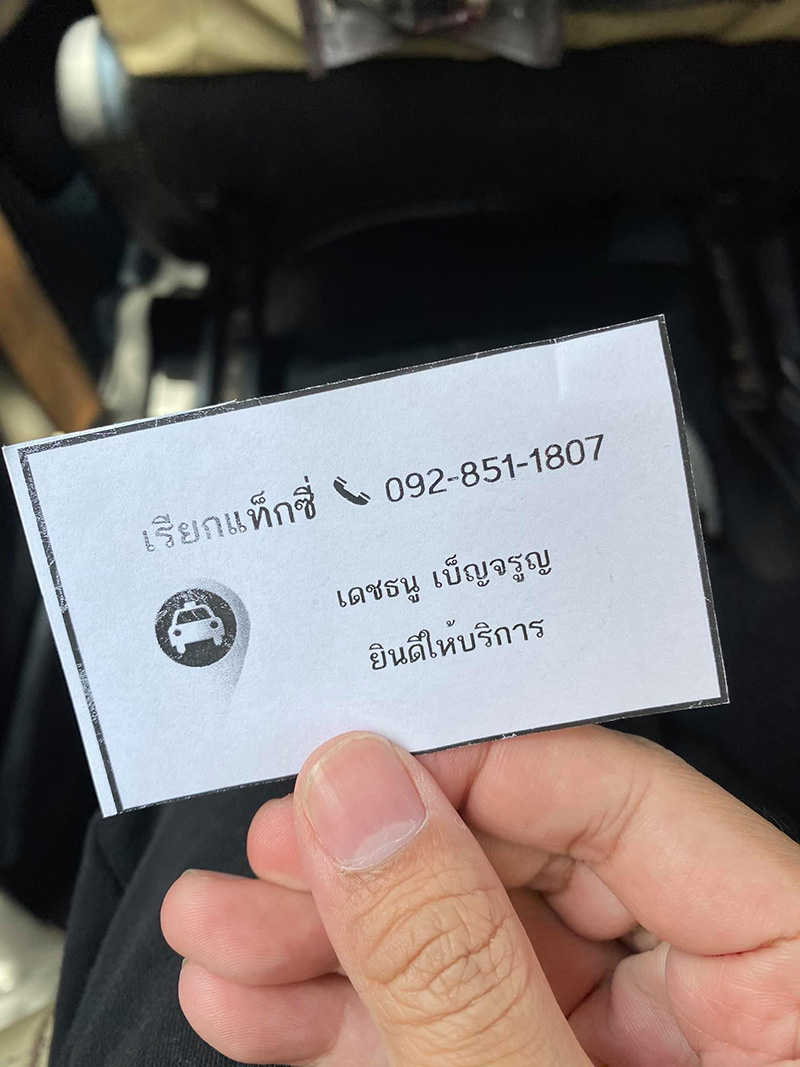 เรียกแท็กซี่ 092-851-1807
เดชธนู เบ็ญจรูญ
ยินดีให้บริการ